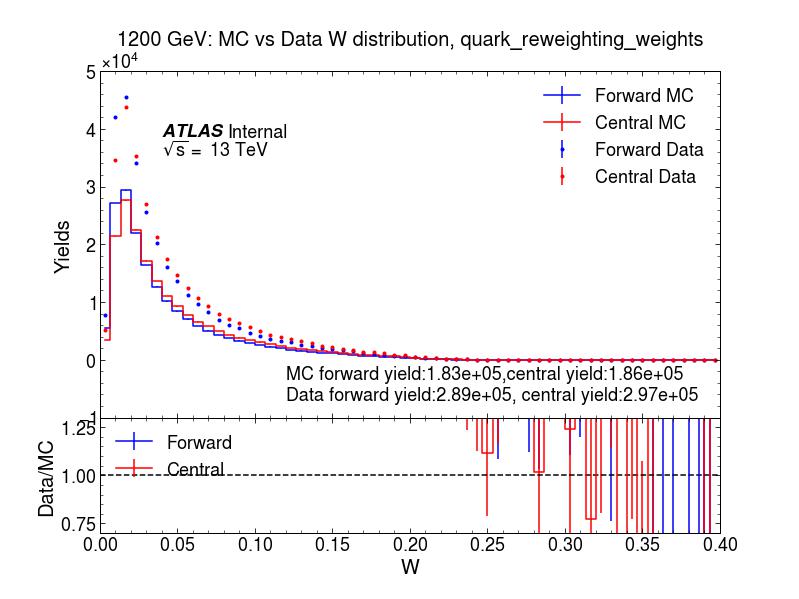 1200 GeV: MC vs Data W distribution, quark_reweighting_weights
×10⁴
5
4
3
2
1
0
−1
Yields
ATLAS Internal
√s = 13 TeV
Forward MC
Central MC
Forward Data
Central Data
MC forward yield:1.83e+05,central yield:1.86e+05
Data forward yield:2.89e+05, central yield:2.97e+05
1.25
1.00
0.75
Data/MC
Forward
Central
0.00 0.05 0.10 0.15 0.20 0.25 0.30 0.35 0.40
W